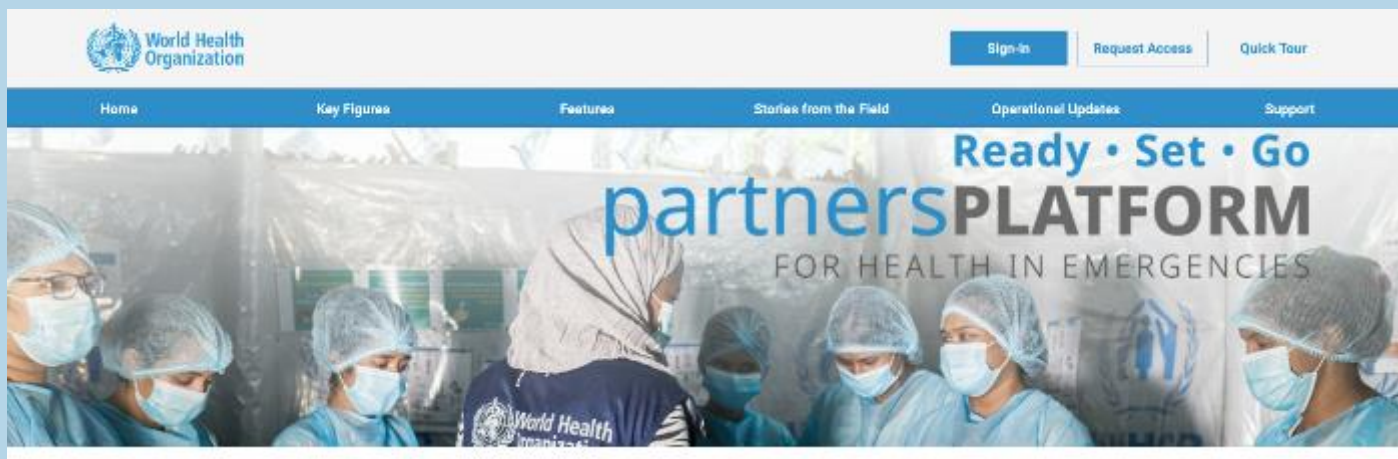 World Health
Organization
Sign-in
Request Access
Quick Tour
Home
Key Figures
Features
Stories from the Field
Operational Updates
Support
Ready • Set • Go
partnersPLATFORM
FOR HEALTH IN EMERGENCIES
World Health